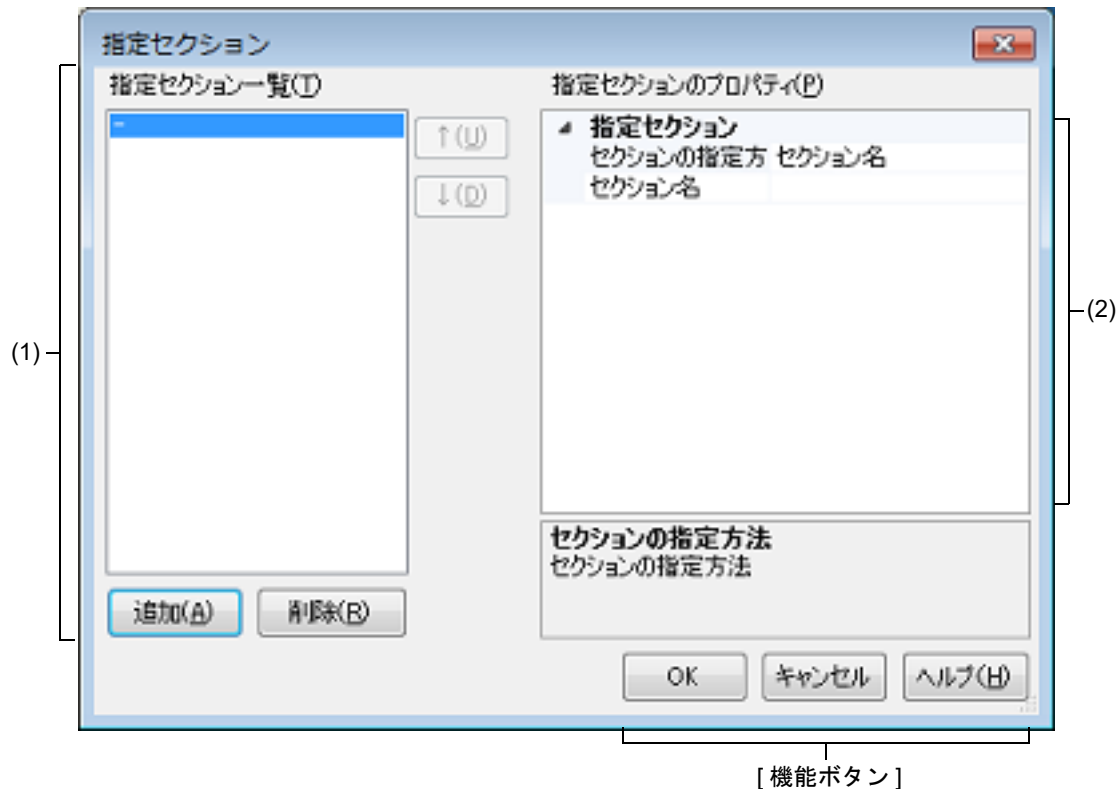 指定セクション
指定セクション一覧(T)
指定セクションのプロパティ(P)
-
↑(U)
↓(D)
指定セクション
セクションの指定方 セクション名
セクション名
(1)
(2)
セクションの指定方法
セクションの指定方法
追加(A)
削除(R)
OK
キャンセル
ヘルプ(H)
[ 機能ボタン ]